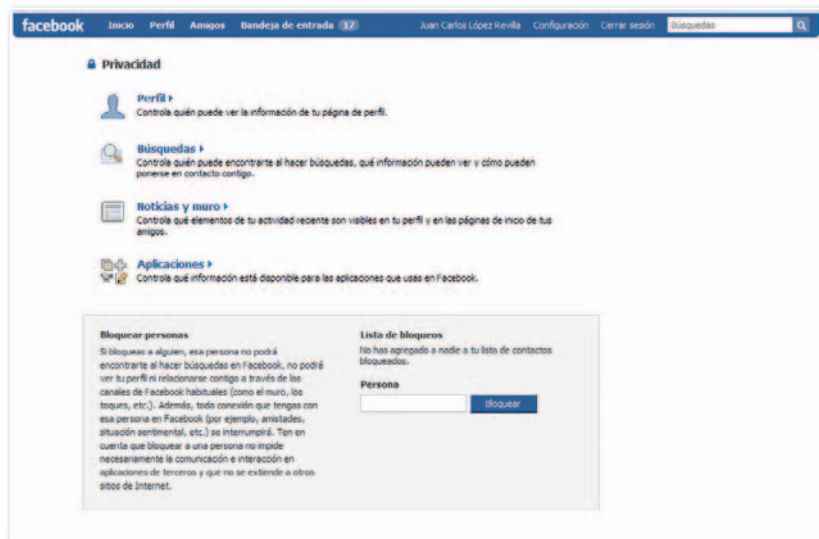 facebook Inicio Perfil Amigos Bandeja de entrada 17 Juan Carlos López Revilla Configuración Cerrar sesión Búsquedas
Privacidad
Perfil
Controla quién puede ver la información de tu página de perfil.
Búsquedas
Controla quién puede encontrarte al hacer búsquedas, qué información pueden ver y cómo pueden
ponerse en contacto contigo.
Noticias y muro
Controla qué elementos de tu actividad reciente son visibles en tu perfil y en las páginas de inicio de tus
amigos.
Aplicaciones
Controla qué información está disponible para las aplicaciones que usas en Facebook.
Bloquear personas
Si bloqueas a alguien, esa persona no podrá
encontrarte al hacer búsquedas en Facebook, no podrá
ver tu perfil ni relacionarse contigo a través de los
canales de Facebook habituales (como el muro, los
toques, etc.). Además, toda conexión que tengas con
esa persona en Facebook (por ejemplo, amistades,
situación sentimental, etc.) se interrumpirá. Ten en
cuenta que bloquear a una persona no impide
necesariamente la comunicación e interacción en
aplicaciones de terceros y que no se extiende a otros
sitios de Internet.
Lista de bloqueos
No has agregado a nadie a tu lista de contactos
bloqueados.
Persona
Bloquear